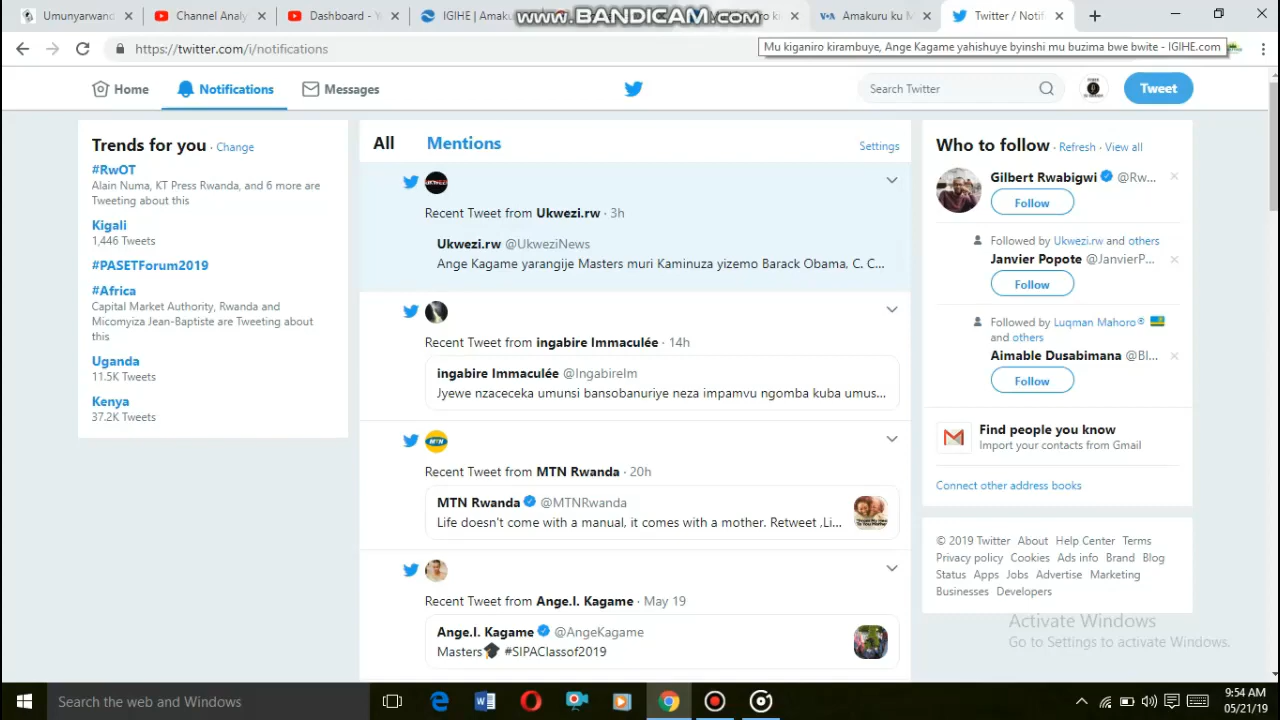 Umunyarwand
Channel Analy
Dashboard - Y
IGIHE | Amaku
www.BANDICAM.com
Amakuru ku M
Twitter / Notif
https://twitter.com/i/notifications
Mu kiganiro kirambuye, Ange Kagame yahishuye byinshi mu buzima bwe bwite - IGIHE.com
Home
Notifications
Messages
Search Twitter
Tweet
Trends for you · Change
#RwOT
Alain Numa, KT Press Rwanda, and 6 more are
Tweeting about this
Kigali
1,446 Tweets
#PASETForum2019
#Africa
Capital Market Authority, Rwanda and
Micomyiza Jean-Baptiste are Tweeting about
this
Uganda
11.5K Tweets
Kenya
37.2K Tweets
All
Mentions
Settings
Recent Tweet from Ukwezi.rw · 3h
Ukwezi.rw @UkweziNews
Ange Kagame yarangije Masters muri Kaminuza yizemo Barack Obama, C. C...
Recent Tweet from ingabire Immaculée · 14h
ingabire Immaculée @IngabireIm
Jyewe nzaceceka umunsi bansobanuriye neza impamvu ngomba kuba umus...
Recent Tweet from MTN Rwanda · 20h
MTN Rwanda @MTNRwanda
Life doesn't come with a manual, it comes with a mother. Retweet ,Li...
Recent Tweet from Ange.I. Kagame · May 19
Ange.I. Kagame @AngeKagame
Masters🎓 #SIPAClassof2019
Who to follow · Refresh · View all
Gilbert Rwabigwi @Rw...
Follow
Followed by Ukwezi.rw and others
Janvier Popote @JanvierP...
Follow
Followed by Luqman Mahoro® 🇷🇼
and others
Aimable Dusabimana @Bl...
Follow
Find people you know
Import your contacts from Gmail
Connect other address books
© 2019 Twitter About Help Center Terms
Privacy policy Cookies Ads info Brand Blog
Status Apps Jobs Advertise Marketing
Businesses Developers
Activate Windows
Go to Settings to activate Windows.
Search the web and Windows
9:54 AM
05/21/19